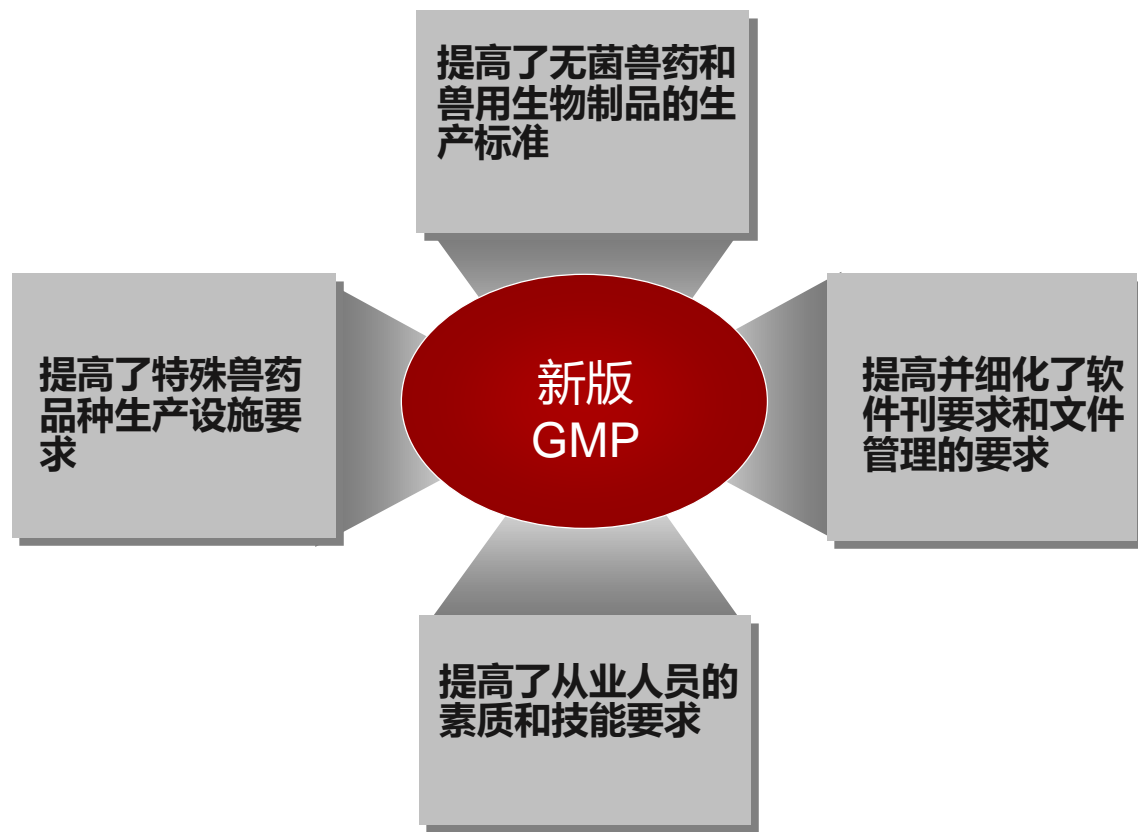 提高了无菌兽药和
兽用生物制品的生
产标准
提高了特殊兽药
品种生产设施要
求
新版
GMP
提高并细化了软
件刊要求和文件
管理的要求
提高了从业人员的
素质和技能要求